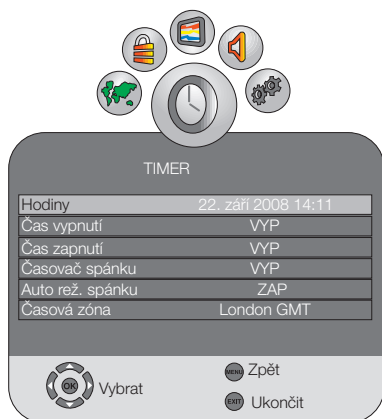 TIMER
Hodiny 22. září 2008 14:11
Čas vypnutí VYP
Čas zapnutí VYP
Časovač spánku VYP
Auto rež. spánku ZAP
Časová zóna London GMT
OK Vybrat
MENU Zpět
EXIT Ukončit